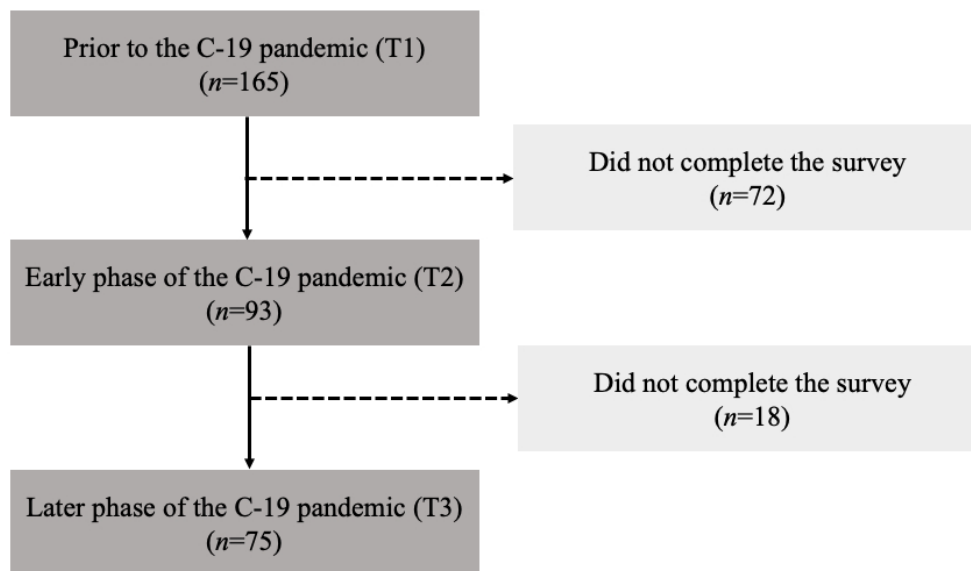 Prior to the C-19 pandemic (T1)
(n=165)
Did not complete the survey
(n=72)
Early phase of the C-19 pandemic (T2)
(n=93)
Did not complete the survey
(n=18)
Later phase of the C-19 pandemic (T3)
(n=75)